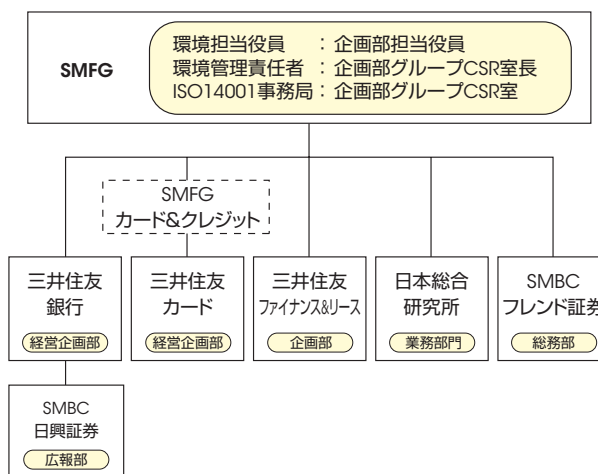 SMFG
環境担当役員 : 企画部担当役員
環境管理責任者 : 企画部グループCSR室長
ISO14001事務局 : 企画部グループCSR室
SMFG
カード&クレジット
三井住友
銀行
経営企画部
三井住友
カード
経営企画部
三井住友
ファイナンス&リース
企画部
日本総合
研究所
業務部門
SMBC
フレンド証券
総務部
SMBC
日興証券
広報部